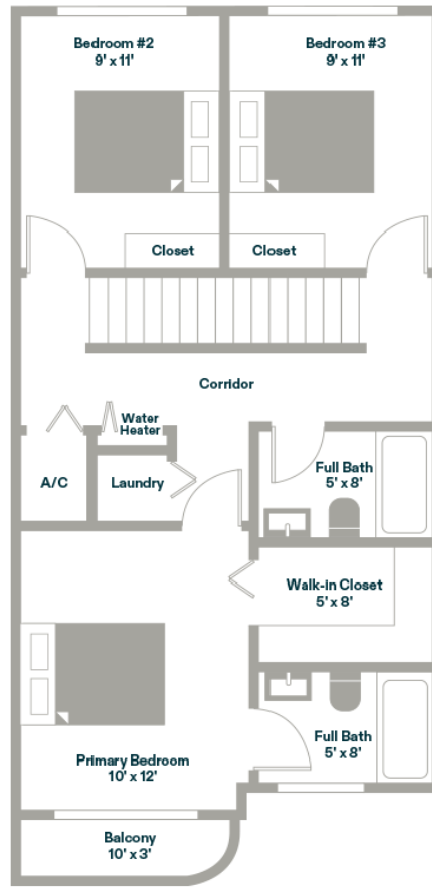 Bedroom #2
9' x 11'
Bedroom #3
9' x 11'
Closet
Closet
Corridor
Water
Heater
A/C
Laundry
Full Bath
5' x 8'
Walk-in Closet
5' x 8'
Primary Bedroom
10' x 12'
Full Bath
5' x 8'
Balcony
10' x 3'